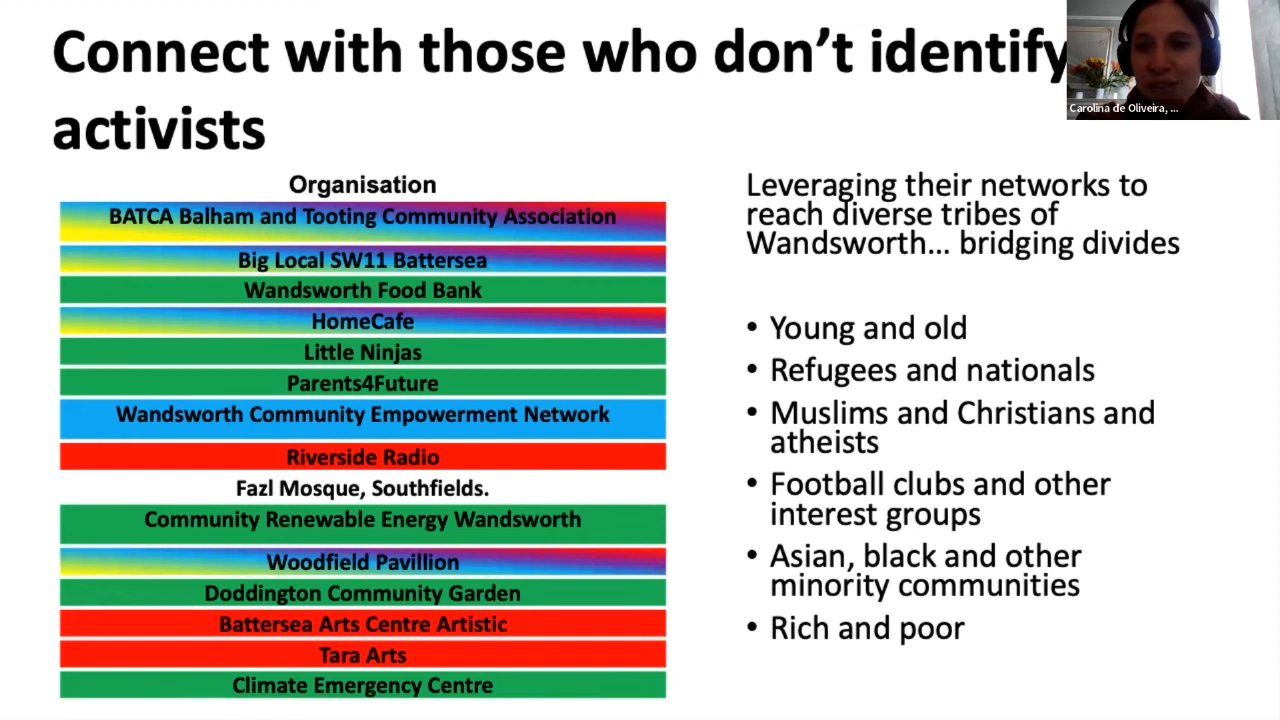 Connect with those who don’t identify
activists
Carolina de Oliveira, ...
Organisation
BATCA Balham and Tooting Community Association
Big Local SW11 Battersea
Wandsworth Food Bank
HomeCafe
Little Ninjas
Parents4Future
Wandsworth Community Empowerment Network
Riverside Radio
Fazl Mosque, Southfields.
Community Renewable Energy Wandsworth
Woodfield Pavillion
Doddington Community Garden
Battersea Arts Centre Artistic
Tara Arts
Climate Emergency Centre
Leveraging their networks to
reach diverse tribes of
Wandsworth... bridging divides
• Young and old
• Refugees and nationals
• Muslims and Christians and
atheists
• Football clubs and other
interest groups
• Asian, black and other
minority communities
• Rich and poor